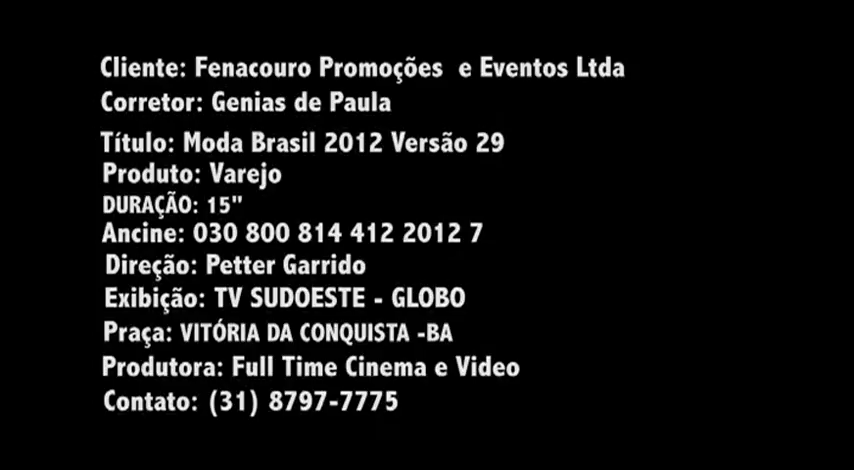 Cliente: Fenacouro Promoções e Eventos Ltda
Corretor: Genias de Paula
Título: Moda Brasil 2012 Versão 29
Produto: Varejo
DURAÇÃO: 15"
Ancine: 030 800 814 412 2012 7
Direção: Petter Garrido
Exibição: TV SUDOESTE - GLOBO
Praça: VITÓRIA DA CONQUISTA -BA
Produtora: Full Time Cinema e Video
Contato: (31) 8797-7775